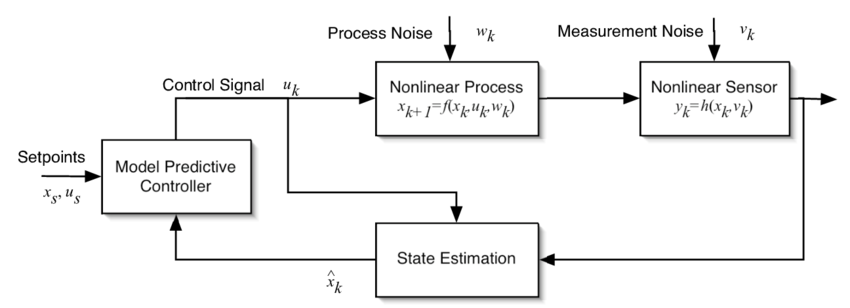 Process Noise w_k
Measurement Noise v_k
Control Signal u_k
Nonlinear Process
x_{k+1}=f(x_k,u_k,w_k)
Nonlinear Sensor
y_k=h(x_k,v_k)
Setpoints
x_s, u_s
Model Predictive
Controller
State Estimation
x̂_k